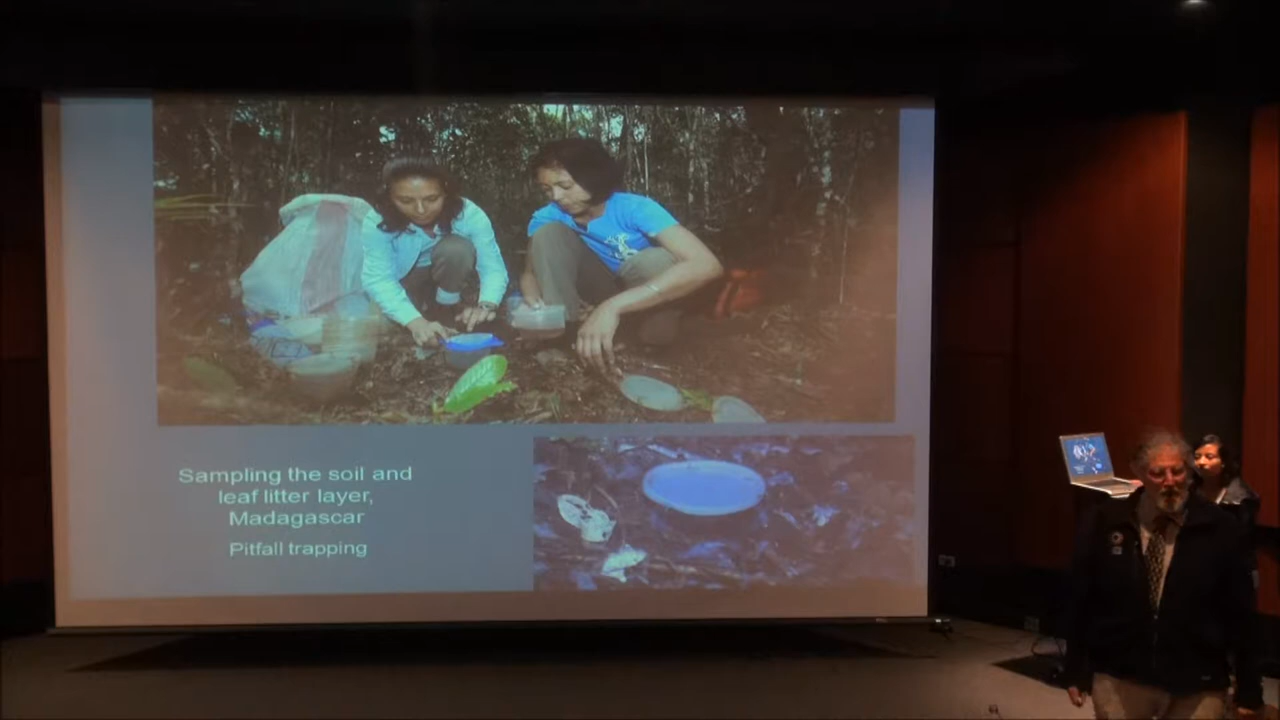 Sampling the soil and
leaf litter layer,
Madagascar
Pitfall trapping